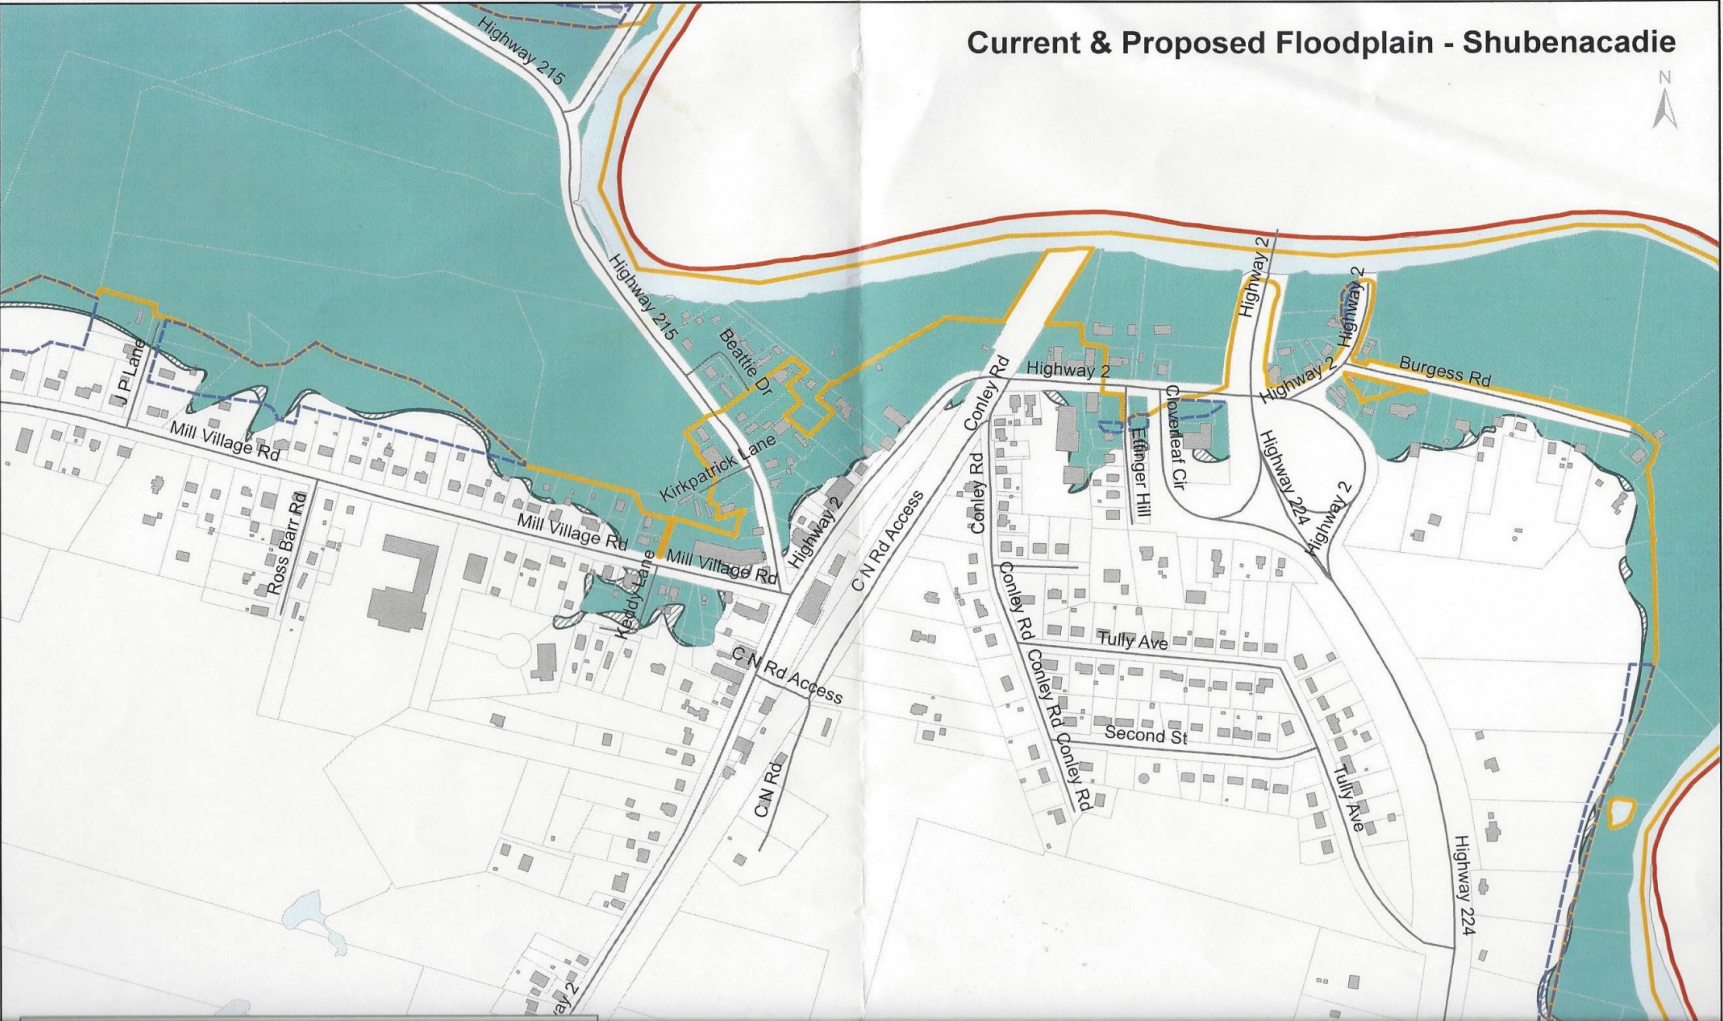 Current & Proposed Floodplain - Shubenacadie
N
Highway 215
Highway 215
Highway 2
Highway 2
Beattie Dr
J P Lane
Conley Rd
Highway 2
Highway 2
Burgess Rd
Cloverleaf Cir
Mill Village Rd
Kirkpatrick Lane
Ettinger Hill
Highway 224
Highway 2
Conley Rd
Ross Barr Rd
Mill Village Rd
Highway 2
C N Rd Access
Mill Village Rd
Keddy Lane
Conley Rd
Tully Ave
C N Rd Access
Conley Rd
Second St
Conley Rd
C N Rd
Tully Ave
Highway 224
way 2